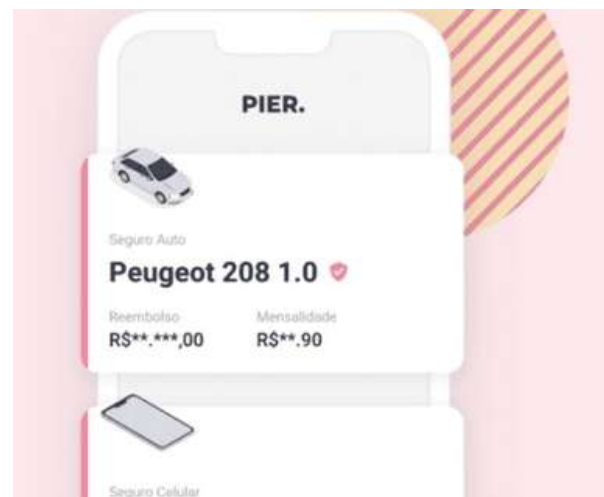 PIER.
Seguro Auto
Peugeot 208 1.0
Reembolso Mensalidade
R$**.***,00 R$**.90
Seguro Celular